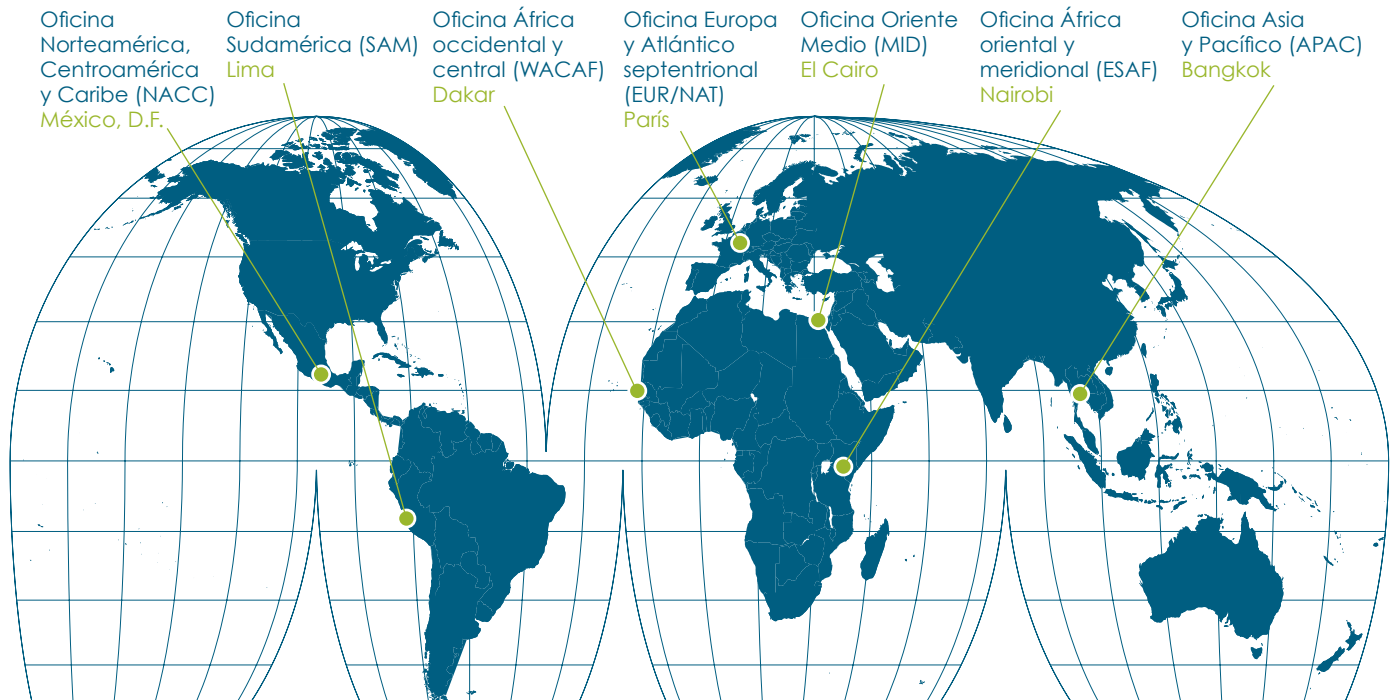 Oficina
Norteamérica,
Centroamérica
y Caribe (NACC)
México, D.F.
Oficina
Sudamérica (SAM)
Lima
Oficina África
occidental y
central (WACAF)
Dakar
Oficina Europa
y Atlántico
septentrional
(EUR/NAT)
París
Oficina Oriente
Medio (MID)
El Cairo
Oficina África
oriental y
meridional (ESAF)
Nairobi
Oficina Asia
y Pacífico (APAC)
Bangkok